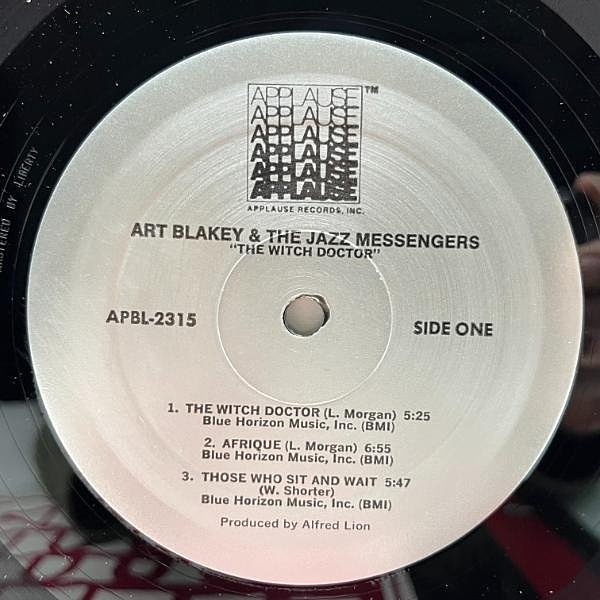 APPLAUSE TM
APPLAUSE
APPLAUSE
APPLAUSE
APPLAUSE
APPLAUSE
APPLAUSE RECORDS, INC.
ART BLAKEY & THE JAZZ MESSENGERS
"THE WITCH DOCTOR"
APBL-2315
SIDE ONE
1. THE WITCH DOCTOR (L. Morgan) 5:25
Blue Horizon Music, Inc. (BMI)
2. AFRIQUE (L. Morgan) 6:55
Blue Horizon Music, Inc. (BMI)
3. THOSE WHO SIT AND WAIT 5:47
(W. Shorter)
Blue Horizon Music, Inc. (BMI)
Produced by Alfred Lion
MASTERED BY LIBERTY